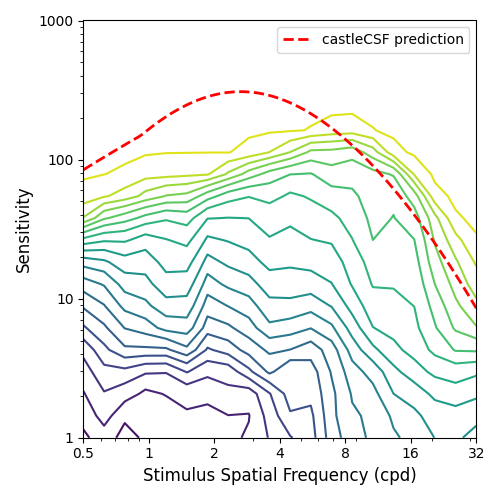 1000
castleCSF prediction
100
Sensitivity
10
1
0.5 1 2 4 8 16 32
Stimulus Spatial Frequency (cpd)